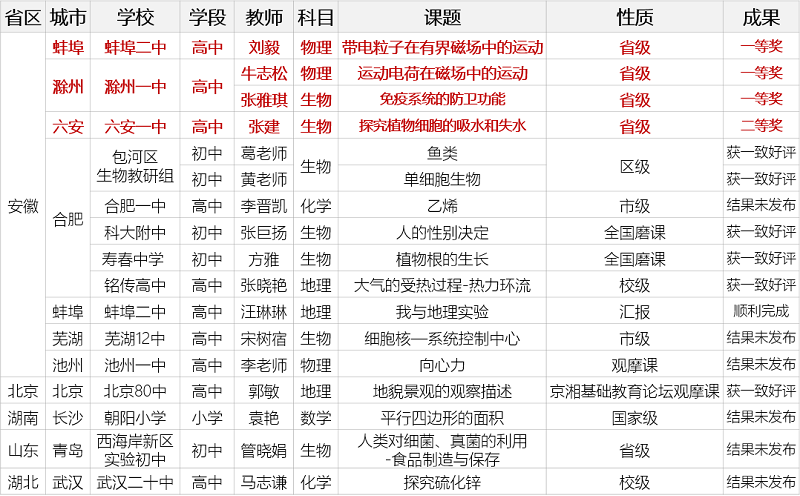 省区 城市 学校 学段 教师 科目 课题 性质 成果
蚌埠 蚌埠二中 高中 刘毅 物理 带电粒子在有界磁场中的运动 省级 一等奖
滁州 滁州一中 高中 牛志松 物理 运动电荷在磁场中的运动 省级 一等奖
张雅琪 生物 免疫系统的防卫功能 省级 一等奖
六安 六安一中 高中 张建 生物 探究植物细胞的吸水和失水 省级 二等奖
安徽 合肥 包河区
生物教研组 初中 葛老师 生物 鱼类 区级 获一致好评
初中 黄老师 单细胞生物 获一致好评
合肥一中 高中 李晋凯 化学 乙烯 市级 结果未发布
科大附中 初中 张巨扬 生物 人的性别决定 全国磨课 获一致好评
寿春中学 初中 方雅 生物 植物根的生长 全国磨课 获一致好评
铭传高中 高中 张晓艳 地理 大气的受热过程-热力环流 校级 获一致好评
蚌埠 蚌埠二中 高中 汪琳琳 地理 我与地理实验 汇报 顺利完成
芜湖 芜湖12中 高中 宋树宿 生物 细胞核—系统控制中心 市级 结果未发布
池州 池州一中 高中 李老师 物理 向心力 观摩课 结果未发布
北京 北京 北京80中 高中 郭敏 地理 地貌景观的观察描述 京湘基础教育论坛观摩课 获一致好评
湖南 长沙 朝阳小学 小学 袁艳 数学 平行四边形的面积 国家级 结果未发布
山东 青岛 西海岸新区
实验初中 初中 管晓娟 生物 人类对细菌、真菌的利用
-食品制造与保存 省级 结果未发布
湖北 武汉 武汉二十中 高中 马志谦 化学 探究硫化锌 校级 结果未发布